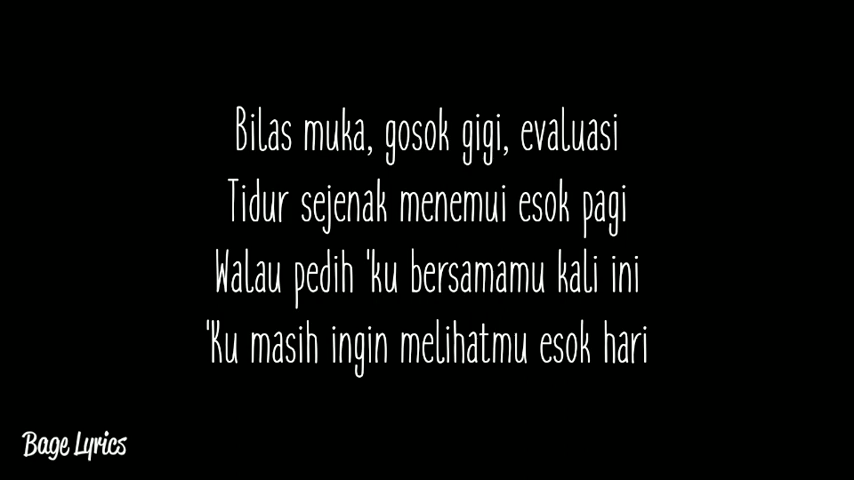 Bilas muka, gosok gigi, evaluasi
Tidur sejenak menemui esok pagi
Walau pedih 'ku bersamamu kali ini
'Ku masih ingin melihatmu esok hari
Bage Lyrics